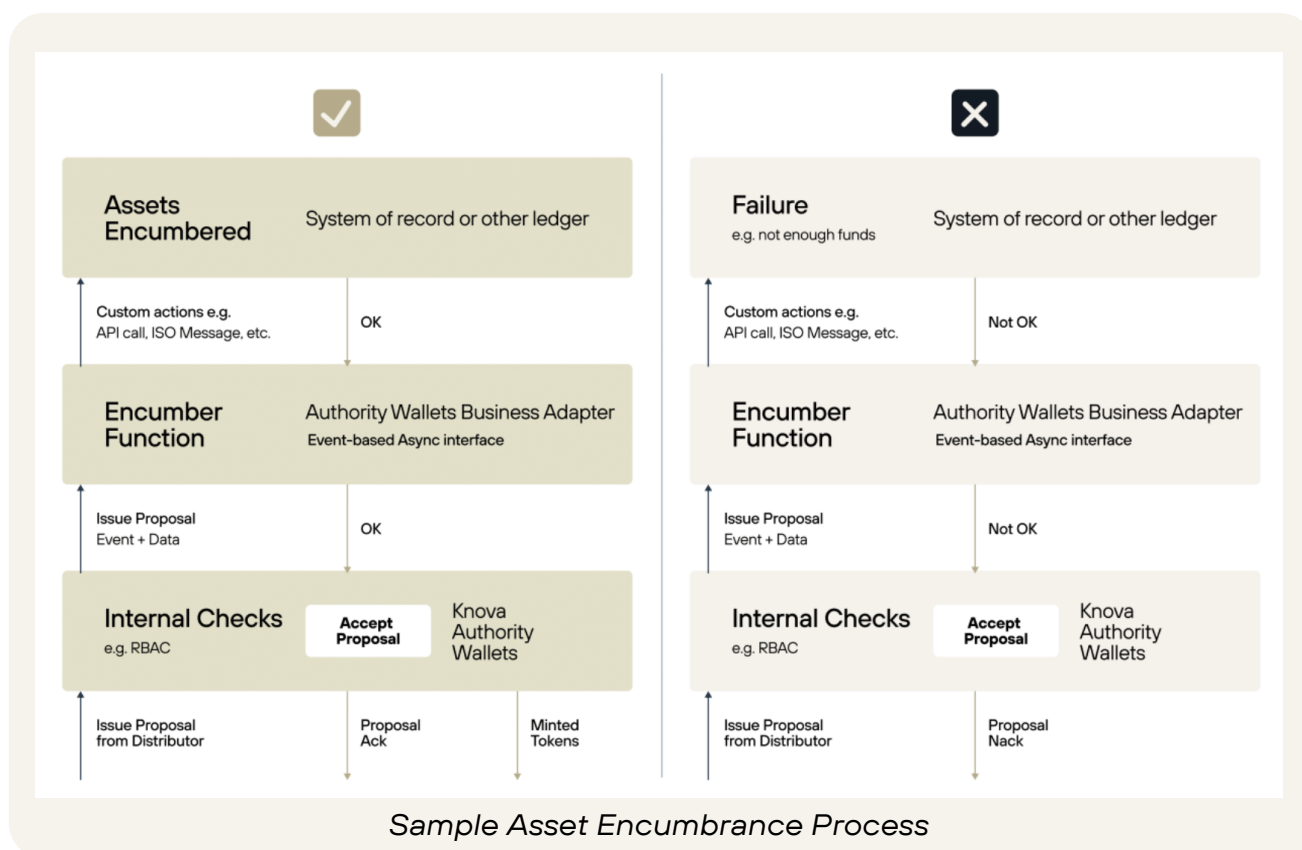 Assets
Encumbered
System of record or other ledger
Custom actions e.g.
API call, ISO Message, etc.
OK
Encumber
Function
Authority Wallets Business Adapter
Event-based Async interface
Issue Proposal
Event + Data
OK
Internal Checks
e.g. RBAC
Accept
Proposal
Knova
Authority
Wallets
Issue Proposal
from Distributor
Proposal
Ack
Minted
Tokens
Failure
e.g. not enough funds
System of record or other ledger
Custom actions e.g.
API call, ISO Message, etc.
Not OK
Encumber
Function
Authority Wallets Business Adapter
Event-based Async interface
Issue Proposal
Event + Data
Not OK
Internal Checks
e.g. RBAC
Accept
Proposal
Knova
Authority
Wallets
Issue Proposal
from Distributor
Proposal
Nack
Sample Asset Encumbrance Process